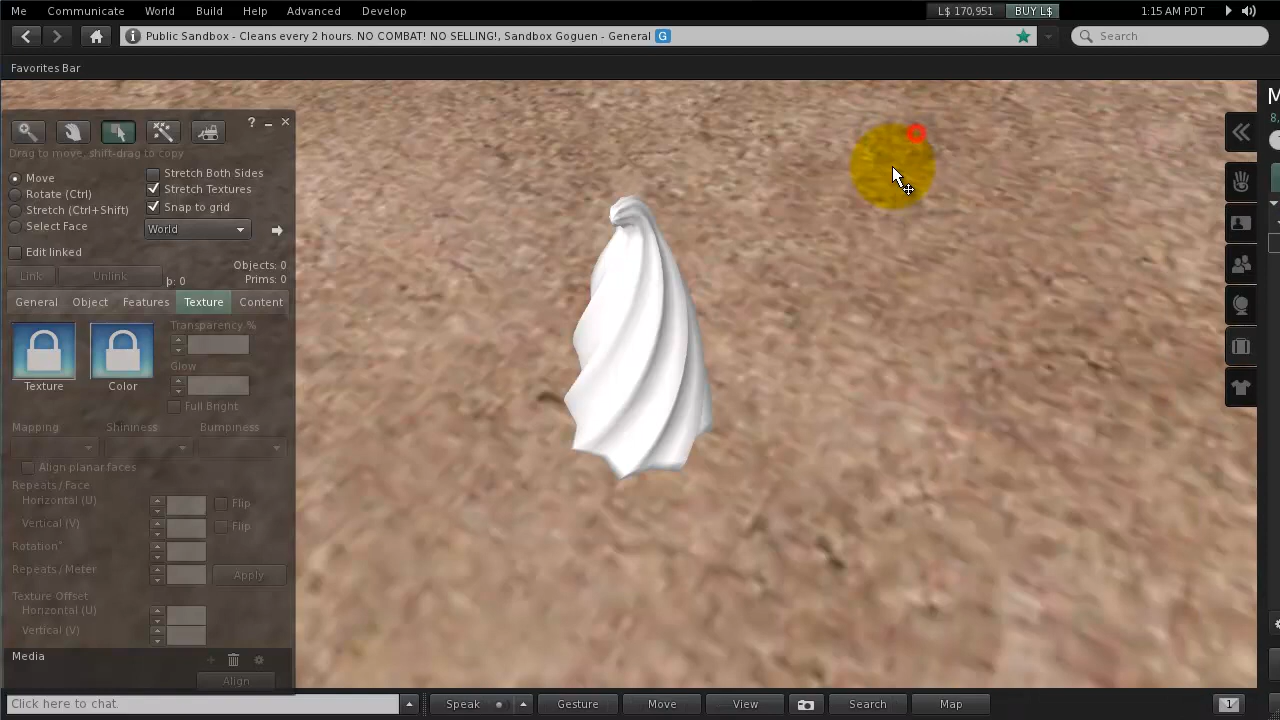 Me Communicate World Build Help Advanced Develop L$ 170,951 BUY L$ 1:15 AM PDT
Public Sandbox - Cleans every 2 hours. NO COMBAT! NO SELLING!, Sandbox Goguen - General G Search
Favorites Bar
M
8,
? _ ×
Drag to move, shift-drag to copy
Move Stretch Both Sides
Rotate (Ctrl) Stretch Textures
Stretch (Ctrl+Shift) Snap to grid
Select Face World
Edit linked
Objects: 0
Link Unlink þ: 0 Prims: 0
General Object Features Texture Content
Transparency %
Glow
Texture Color
Full Bright
Mapping Shininess Bumpiness
Align planar faces
Repeats / Face
Horizontal (U) Flip
Vertical (V) Flip
Rotation°
Repeats / Meter Apply
Texture Offset
Horizontal (U)
Vertical (V)
Media
Align
Click here to chat. Speak Gesture Move View Search Map 1